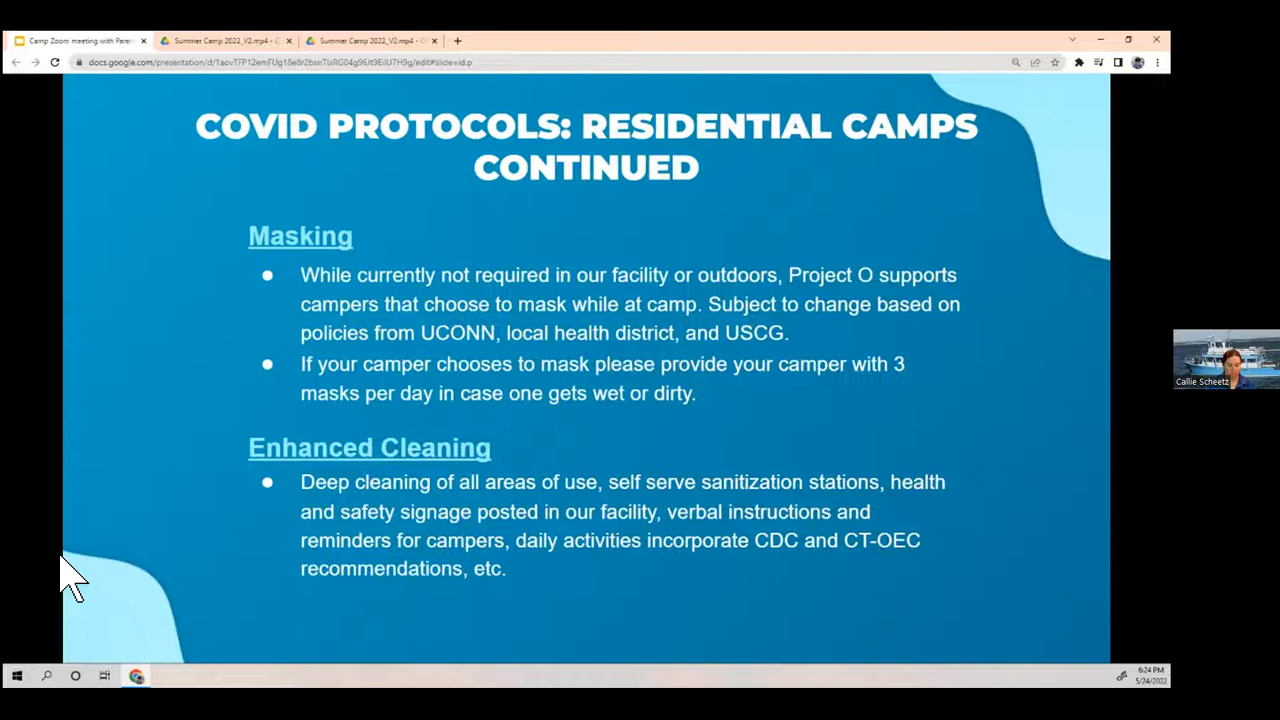 Camp Zoom meeting with Pare
Summer Camp 2022_V2.mp4 -
Summer Camp 2022_V2.mp4 -
COVID PROTOCOLS: RESIDENTIAL CAMPS
CONTINUED
Masking
● While currently not required in our facility or outdoors, Project O supports
campers that choose to mask while at camp. Subject to change based on
policies from UCONN, local health district, and USCG.
● If your camper chooses to mask please provide your camper with 3
masks per day in case one gets wet or dirty.
Callie Scheetz
Enhanced Cleaning
● Deep cleaning of all areas of use, self serve sanitization stations, health
and safety signage posted in our facility, verbal instructions and
reminders for campers, daily activities incorporate CDC and CT-OEC
recommendations, etc.
6:24 PM
5/24/2022